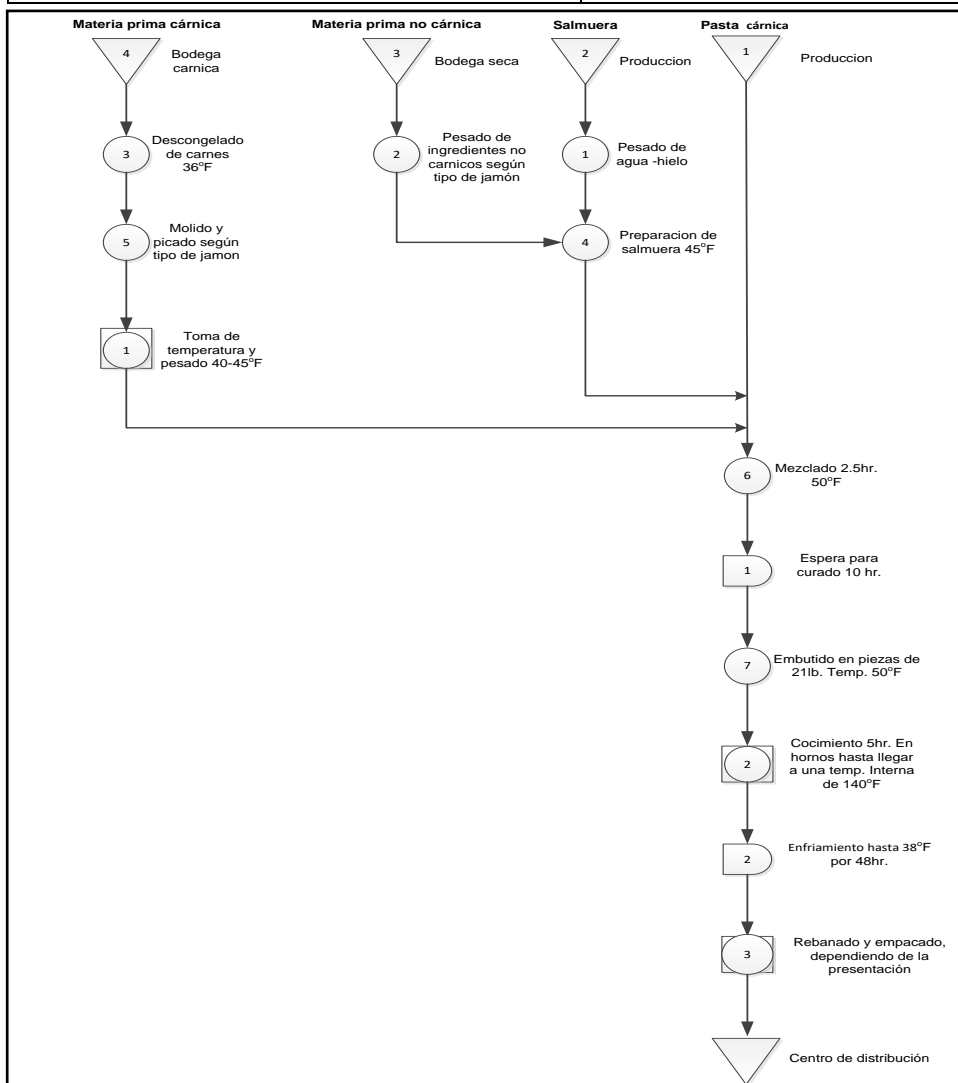 Materia prima cárnica
Materia prima no cárnica
Salmuera
Pasta cárnica
4
Bodega
carnica
3
Bodega seca
2
Produccion
1
Produccion
3
Descongelado
de carnes
36°F
2
Pesado de
ingredientes no
carnicos según
tipo de jamón
1
Pesado de
agua -hielo
5
Molido y
picado según
tipo de jamon
4
Preparacion de
salmuera 45°F
1
Toma de
temperatura y
pesado 40-45°F
6
Mezclado 2.5hr.
50°F
1
Espera para
curado 10 hr.
7
Embutido en piezas de
21lb. Temp. 50°F
2
Cocimiento 5hr. En
hornos hasta llegar
a una temp. Interna
de 140°F
2
Enfriamiento hasta 38°F
por 48hr.
3
Rebanado y empacado,
dependiendo de la
presentación
Centro de distribución